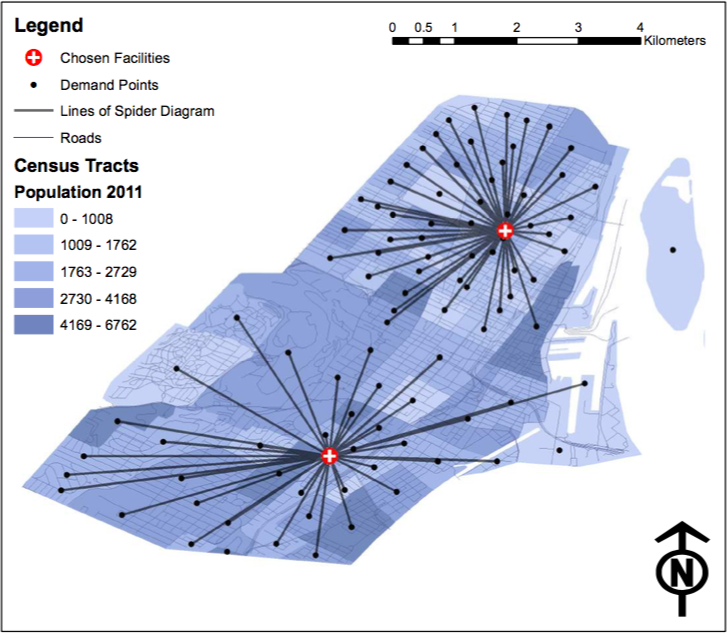 Legend
Chosen Facilities
Demand Points
Lines of Spider Diagram
Roads
Census Tracts
Population 2011
0 - 1008
1009 - 1762
1763 - 2729
2730 - 4168
4169 - 6762
0 0.5 1 2 3 4
Kilometers
N